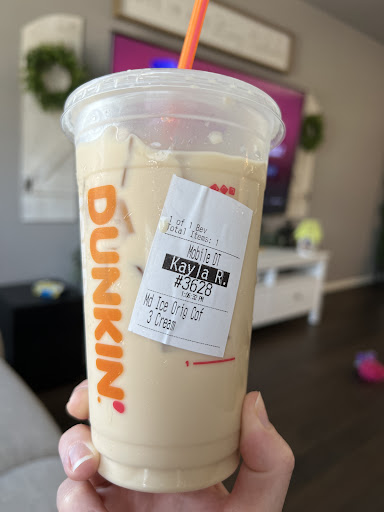 DUNKIN'
1 of 1 Bev
Total Items: 1
Mobile DT
Kayla R.
#3628
Md Ice Orig Cof
3 Cream